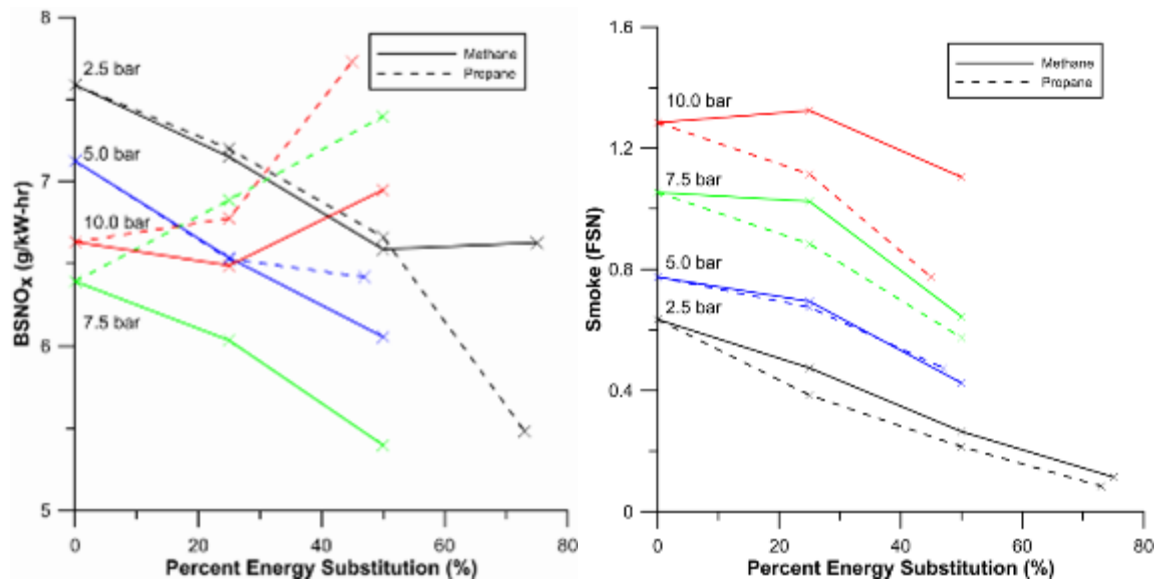 8
7
6
5
BSNOx (g/kW-hr)
2.5 bar
5.0 bar
10.0 bar
7.5 bar
Methane
Propane
0 20 40 60 80
Percent Energy Substitution (%)
1.6
1.2
0.8
0.4
0
Smoke (FSN)
Methane
Propane
10.0 bar
7.5 bar
5.0 bar
2.5 bar
0 20 40 60 80
Percent Energy Substitution (%)